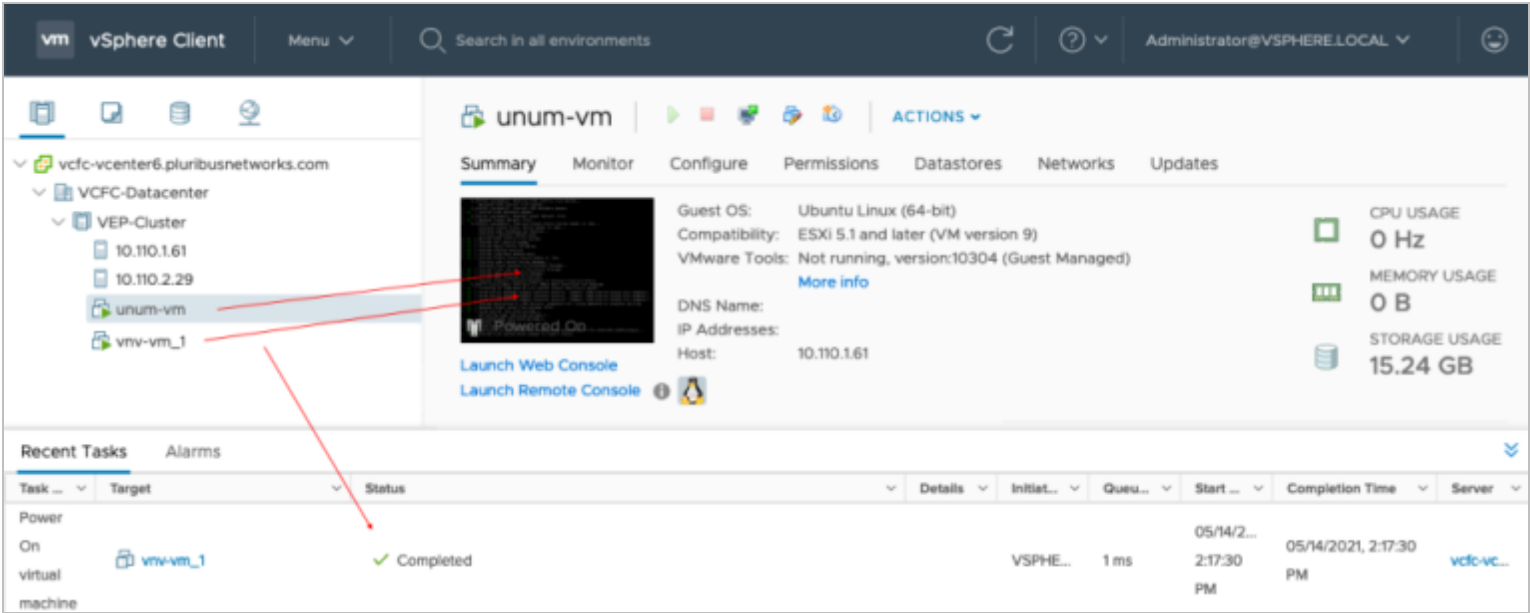 vm vSphere Client Menu Search in all environments Administrator@VSPHERE.LOCAL
unum-vm ACTIONS
Summary Monitor Configure Permissions Datastores Networks Updates
vcfc-vcenter6.pluribusnetworks.com
VCFC-Datacenter
VEP-Cluster
10.110.1.61
10.110.2.29
unum-vm
vnv-vm_1
Powered On
Launch Web Console
Launch Remote Console
Guest OS: Ubuntu Linux (64-bit)
Compatibility: ESXi 5.1 and later (VM version 9)
VMware Tools: Not running, version:10304 (Guest Managed)
More info
DNS Name:
IP Addresses:
Host: 10.110.1.61
CPU USAGE
0 Hz
MEMORY USAGE
0 B
STORAGE USAGE
15.24 GB
Recent Tasks Alarms
Task ... Target Status Details Initiat... Queu... Start ... Completion Time Server
Power
On
virtual
machine
vnv-vm_1
Completed
VSPHE...
1 ms
05/14/2...
2:17:30
PM
05/14/2021, 2:17:30
PM
vcfc-vc...